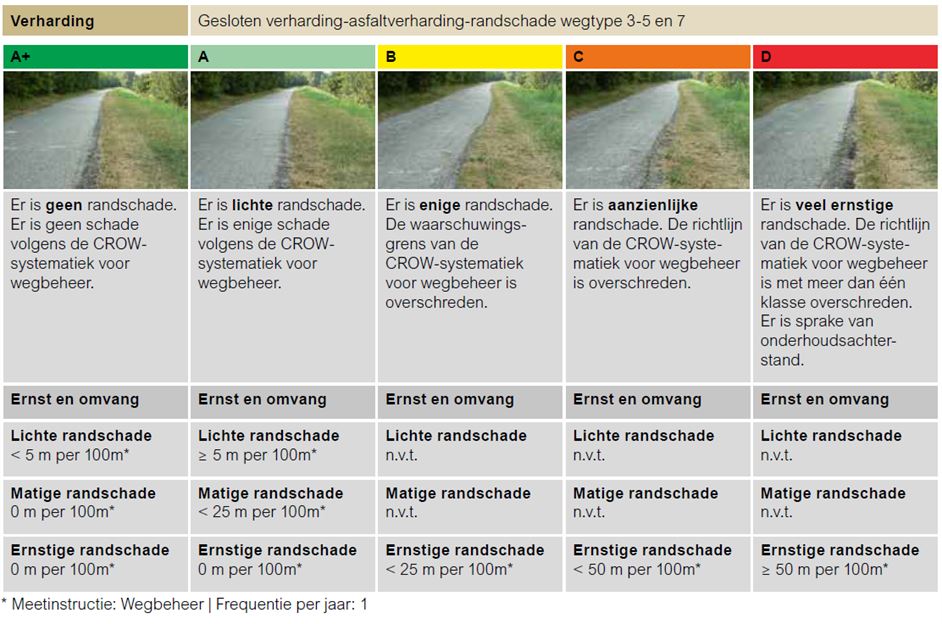 Verharding
Gesloten verharding-asfaltverharding-randschade wegtype 3-5 en 7
A+
A
B
C
D
Er is geen randschade.
Er is geen schade
volgens de CROW-
systematiek voor
wegbeheer.
Er is lichte randschade.
Er is enige schade
volgens de CROW-
systematiek voor
wegbeheer.
Er is enige randschade.
De waarschuwings-
grens van de
CROW-systematiek
voor wegbeheer is
overschreden.
Er is aanzienlijke
randschade. De richtlijn
van de CROW-syste-
matiek voor wegbeheer
is overschreden.
Er is veel ernstige
randschade. De richtlijn
van de CROW-syste-
matiek voor wegbeheer
is met meer dan één
klasse overschreden.
Er is sprake van
onderhoudsachter-
stand.
Ernst en omvang
Ernst en omvang
Ernst en omvang
Ernst en omvang
Ernst en omvang
Lichte randschade
< 5 m per 100m*
Lichte randschade
≥ 5 m per 100m*
Lichte randschade
n.v.t.
Lichte randschade
n.v.t.
Lichte randschade
n.v.t.
Matige randschade
0 m per 100m*
Matige randschade
< 25 m per 100m*
Matige randschade
n.v.t.
Matige randschade
n.v.t.
Matige randschade
n.v.t.
Ernstige randschade
0 m per 100m*
Ernstige randschade
0 m per 100m*
Ernstige randschade
< 25 m per 100m*
Ernstige randschade
< 50 m per 100m*
Ernstige randschade
≥ 50 m per 100m*
* Meetinstructie: Wegbeheer | Frequentie per jaar: 1